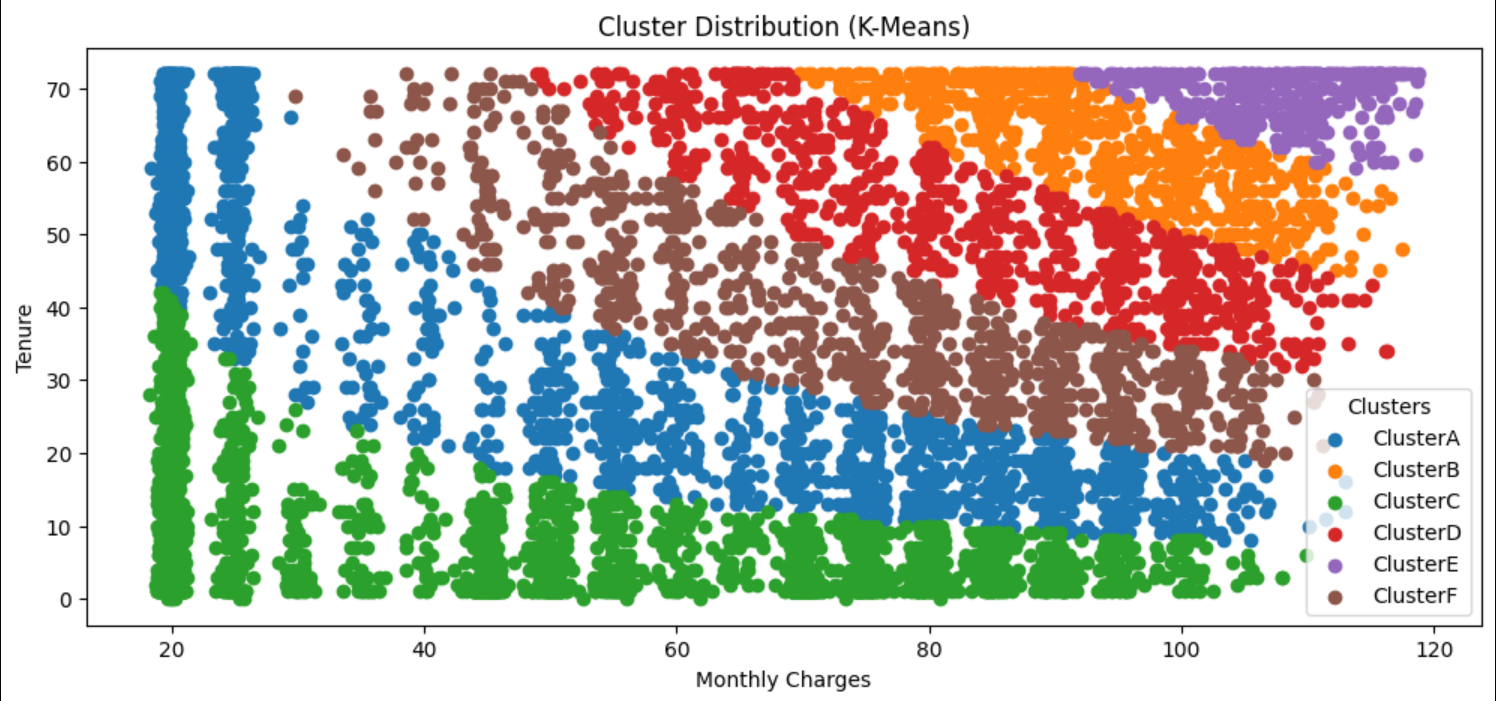 Cluster Distribution (K-Means)
70
60
50
40
30
20
10
0
Tenure
20 40 60 80 100 120
Monthly Charges
Clusters
ClusterA
ClusterB
ClusterC
ClusterD
ClusterE
ClusterF